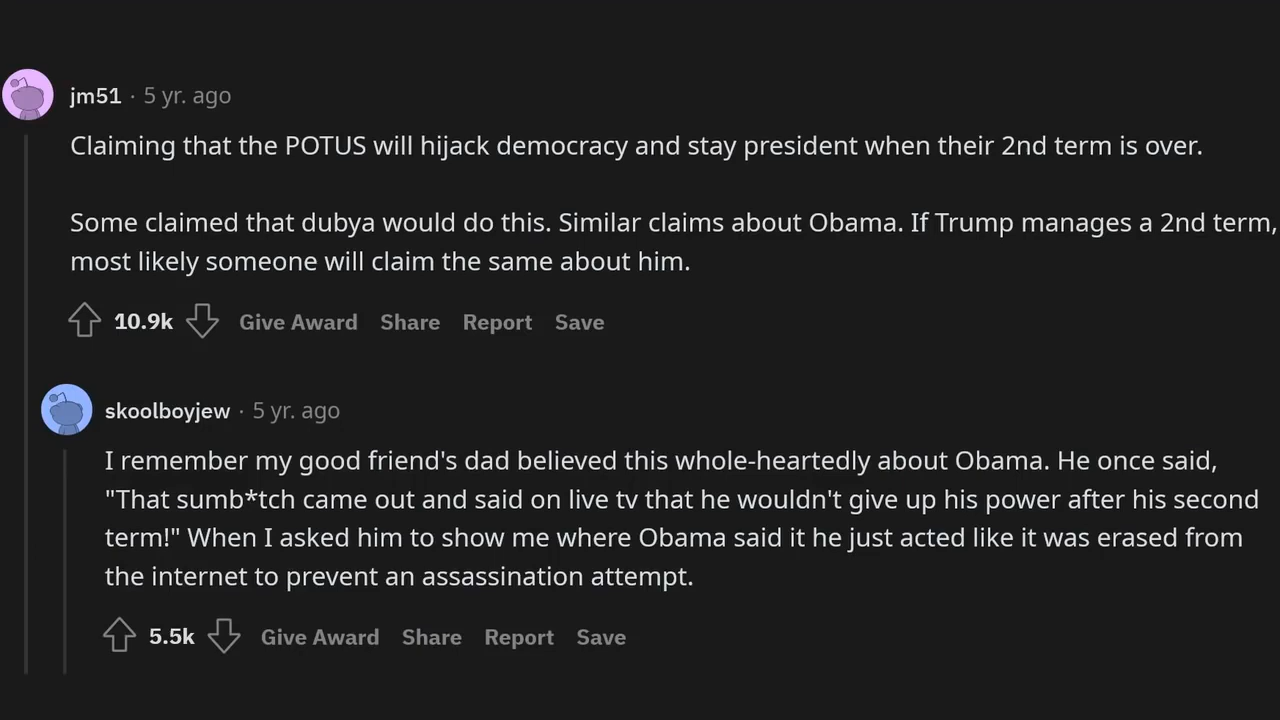 jm51 · 5 yr. ago
Claiming that the POTUS will hijack democracy and stay president when their 2nd term is over.
Some claimed that dubya would do this. Similar claims about Obama. If Trump manages a 2nd term,
most likely someone will claim the same about him.
10.9k Give Award Share Report Save
skoolboyjew · 5 yr. ago
I remember my good friend's dad believed this whole-heartedly about Obama. He once said,
"That sumb*tch came out and said on live tv that he wouldn't give up his power after his second
term!" When I asked him to show me where Obama said it he just acted like it was erased from
the internet to prevent an assassination attempt.
5.5k Give Award Share Report Save